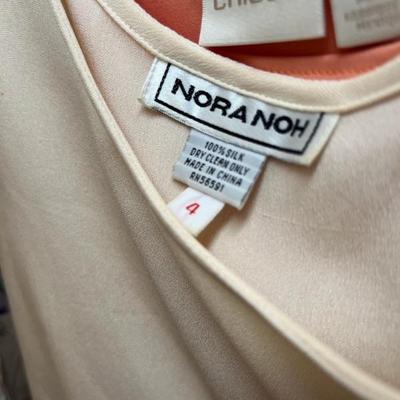 NORA NOH
100% SILK
DRY CLEAN ONLY
MADE IN CHINA
RN56591
4